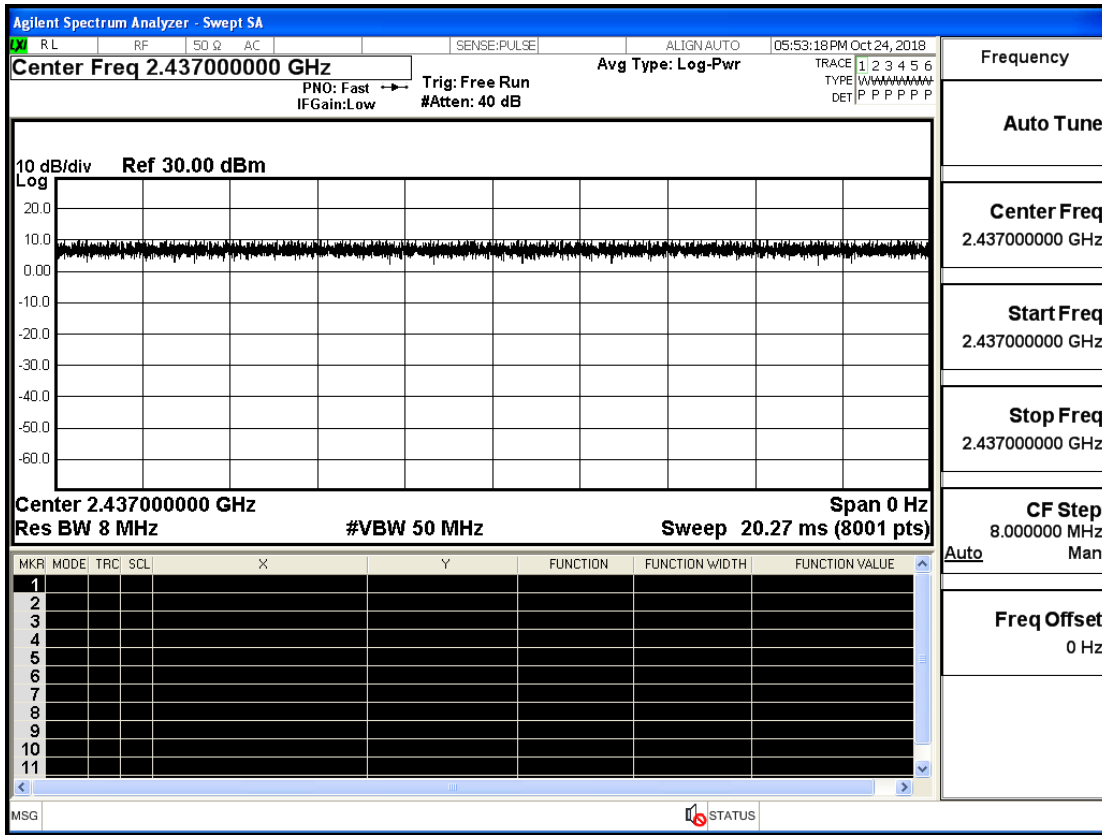 Agilent Spectrum Analyzer - Swept SA
LXI RL RF 50 Ω AC SENSE:PULSE ALIGN AUTO 05:53:18 PM Oct 24, 2018
Center Freq 2.437000000 GHz
PNO: Fast
IFGain:Low
Trig: Free Run
#Atten: 40 dB
Avg Type: Log-Pwr
TRACE 1 2 3 4 5 6
TYPE WWWWWW
DET P P P P P P
10 dB/div Ref 30.00 dBm
Log
20.0
10.0
0.00
-10.0
-20.0
-30.0
-40.0
-50.0
-60.0
Center 2.437000000 GHz Span 0 Hz
Res BW 8 MHz #VBW 50 MHz Sweep 20.27 ms (8001 pts)
MKR MODE TRC SCL X Y FUNCTION FUNCTION WIDTH FUNCTION VALUE
1
2
3
4
5
6
7
8
9
10
11
MSG STATUS
Frequency
Auto Tune
Center Freq
2.437000000 GHz
Start Freq
2.437000000 GHz
Stop Freq
2.437000000 GHz
CF Step
8.000000 MHz
Auto Man
Freq Offset
0 Hz